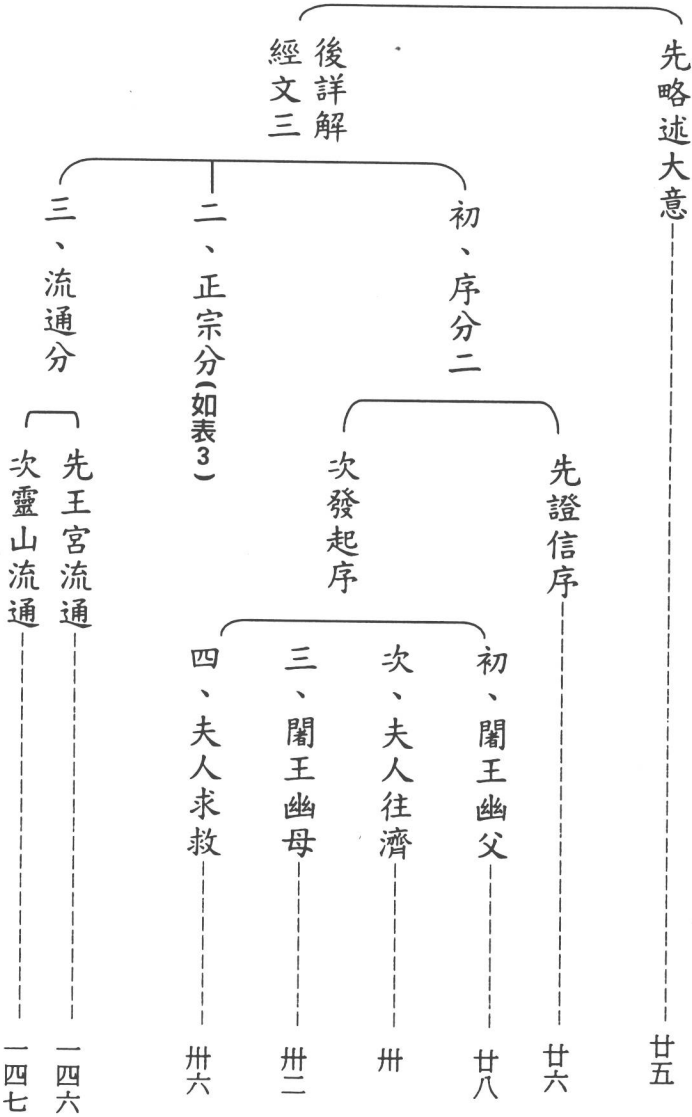 先略述大意 廿五
後詳解
經文三
初、序分二
先證信序 廿六
次發起序
初、闍王幽父 廿八
次、夫人往濟 卅
三、闍王幽母 卅二
四、夫人求救 卅六
二、正宗分(如表3)
三、流通分
先王宮流通 一四六
次靈山流通 一四七